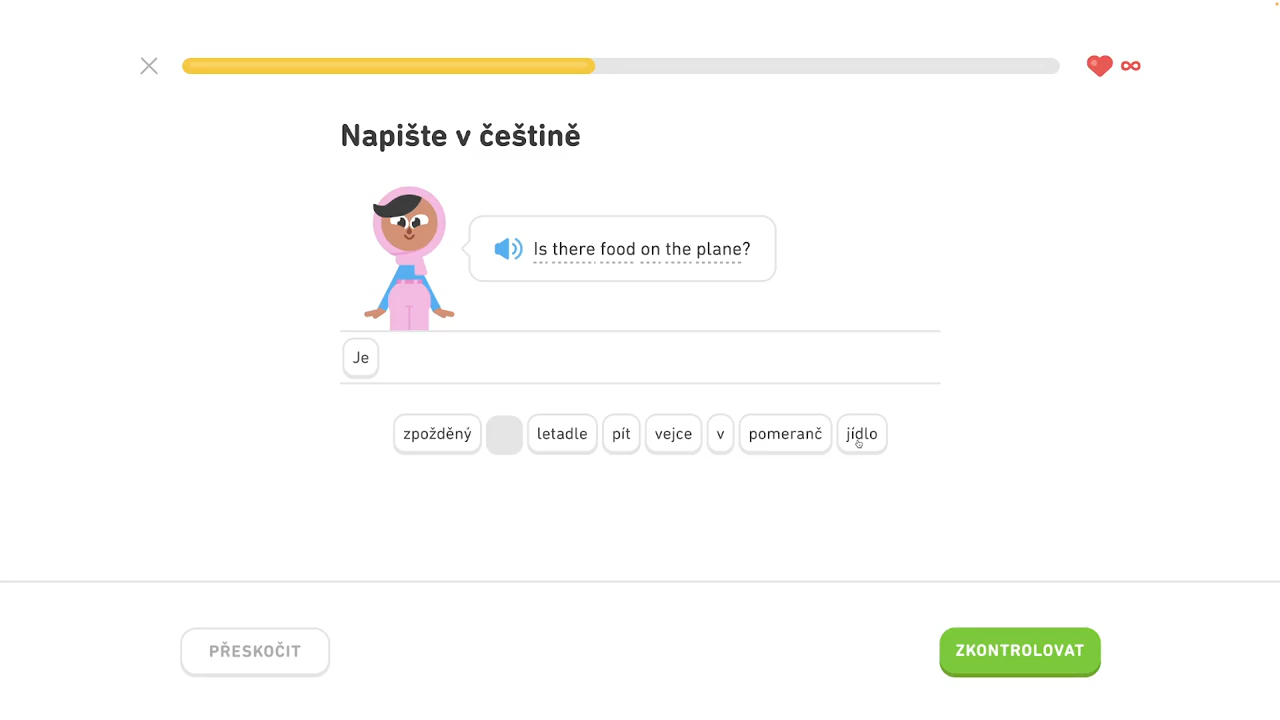 Napište v češtině
Is there food on the plane?
Je
zpožděný letadle pít vejce v pomeranč jídlo
PŘESKOČIT ZKONTROLOVAT